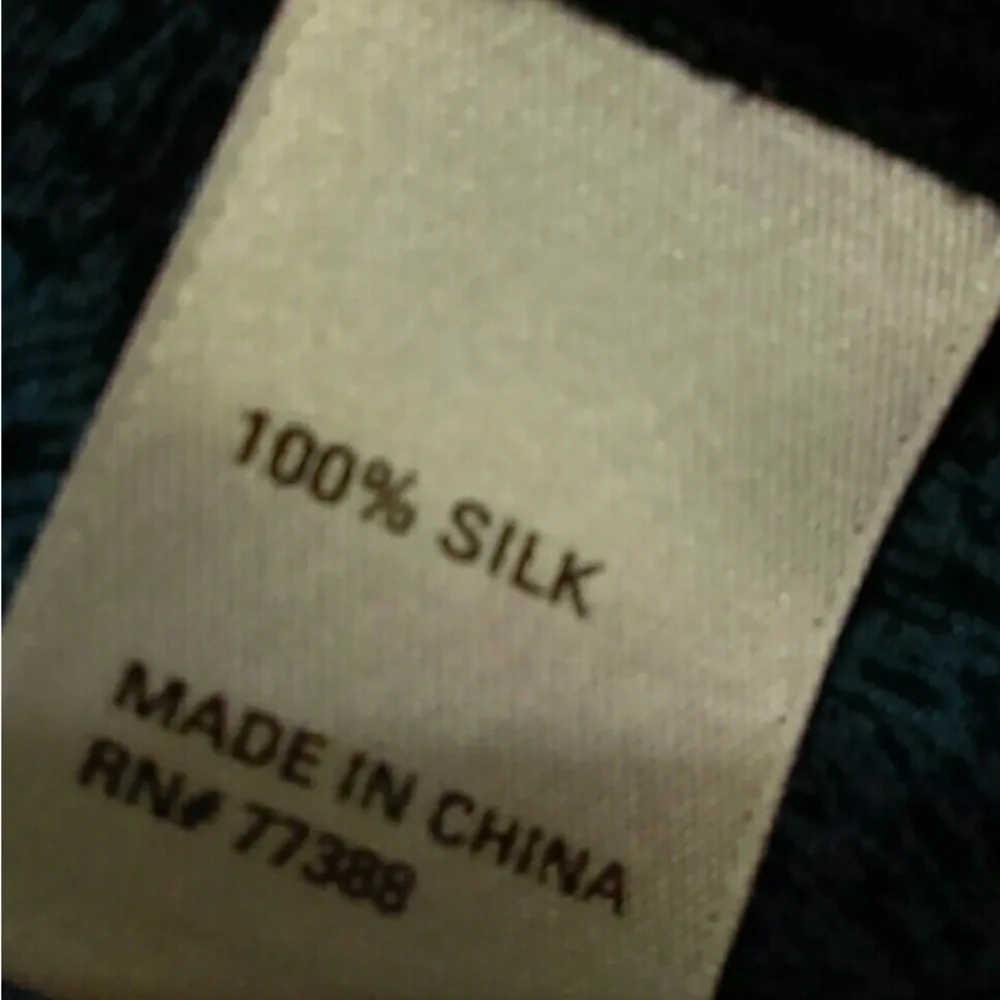 100% SILK
MADE IN CHINA
RN# 77388